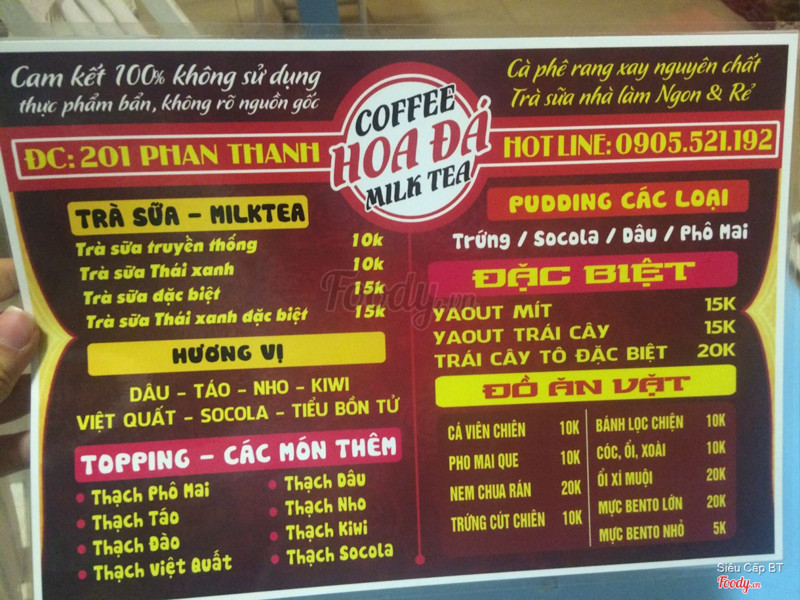 Cam kết 100% không sử dụng
thực phẩm bẩn, không rõ nguồn gốc
Cà phê rang xay nguyên chất
Trà sữa nhà làm Ngon & Rẻ
COFFEE
HOA ĐÁ
MILK TEA
ĐC: 201 PHAN THANH
HOT LINE: 0905.521.192
TRÀ SỮA - MILKTEA
Trà sữa truyền thống 10k
Trà sữa Thái xanh 10k
Trà sữa đặc biệt 15k
Trà sữa Thái xanh đặc biệt 15k
HƯƠNG VỊ
DÂU - TÁO - NHO - KIWI
VIỆT QUẤT - SOCOLA - TIỂU BỒN TỬ
TOPPING - CÁC MÓN THÊM
Thạch Phô Mai
Thạch Táo
Thạch Đào
Thạch Việt Quất
Thạch Dâu
Thạch Nho
Thạch Kiwi
Thạch Socola
PUDDING CÁC LOẠI
Trứng / Socola / Dâu / Phô Mai
ĐẶC BIỆT
YAOUT MÍT 15K
YAOUT TRÁI CÂY 15K
TRÁI CÂY TÔ ĐẶC BIỆT 20K
ĐỒ ĂN VẶT
CÁ VIÊN CHIÊN 10K
PHO MAI QUE 10K
NEM CHUA RÁN 20K
TRỨNG CÚT CHIÊN 10K
BÁNH LỌC CHIỆN 10K
CÓC, ỔI, XOÀI 10K
ỔI XÍ MUỘI 20K
MỰC BENTO LỚN 20K
MỰC BENTO NHỎ 5K
Foody.vn
Siêu Cấp BT
Foody.vn